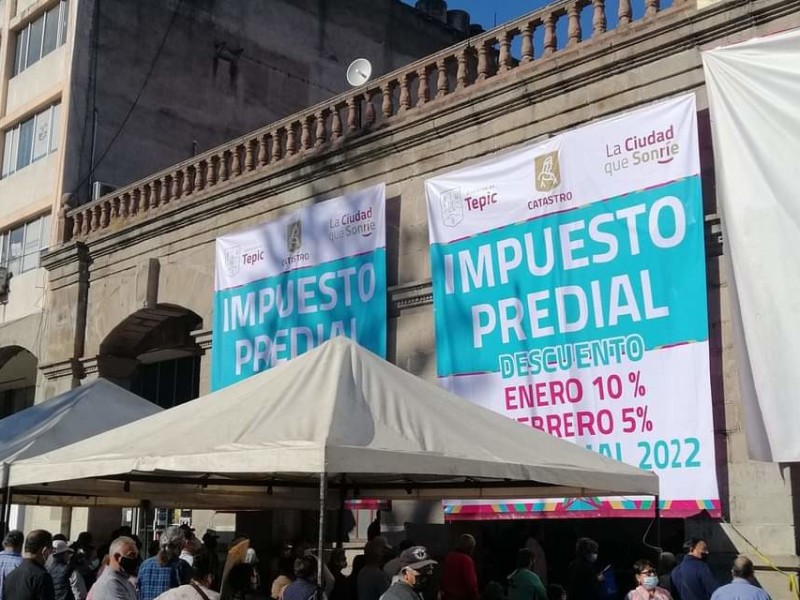 Tepic
CATASTRO
La Ciudad
que Sonríe
IMPUESTO
PREDIAL
Tepic
CATASTRO
La Ciudad
que Sonríe
IMPUESTO
PREDIAL
DESCUENTO
ENERO 10 %
FEBRERO 5%
2022